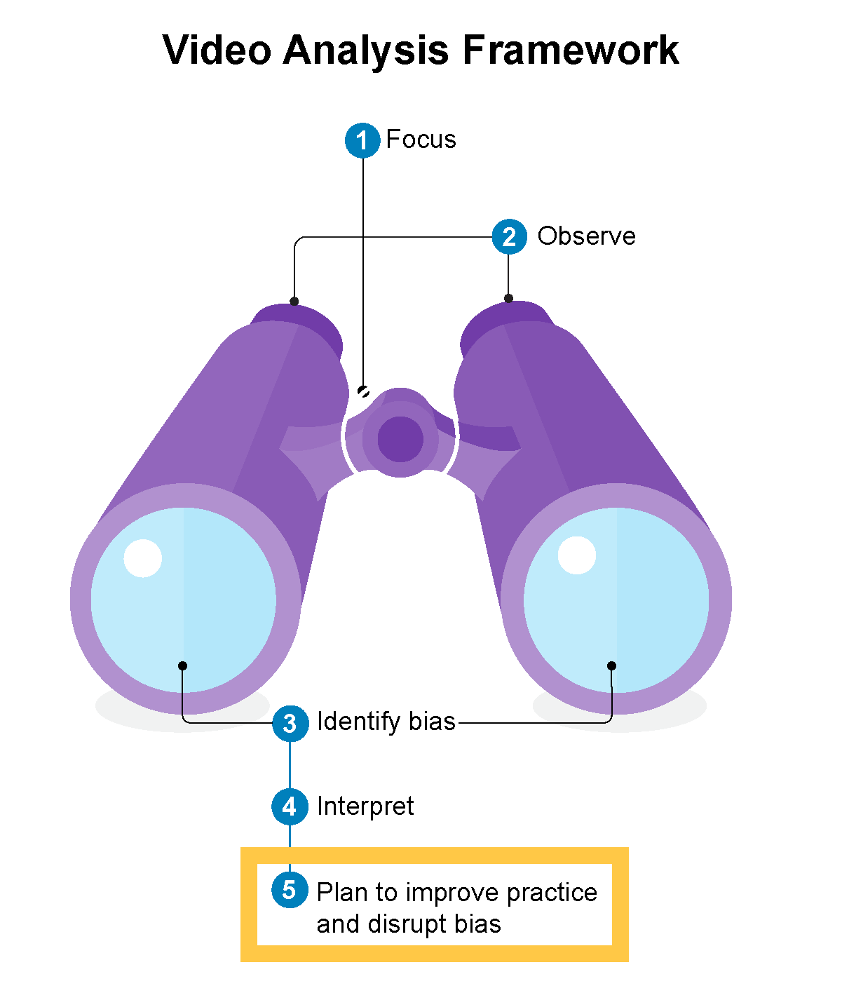 Video Analysis Framework
1 Focus
2 Observe
3 Identify bias
4 Interpret
5 Plan to improve practice
and disrupt bias